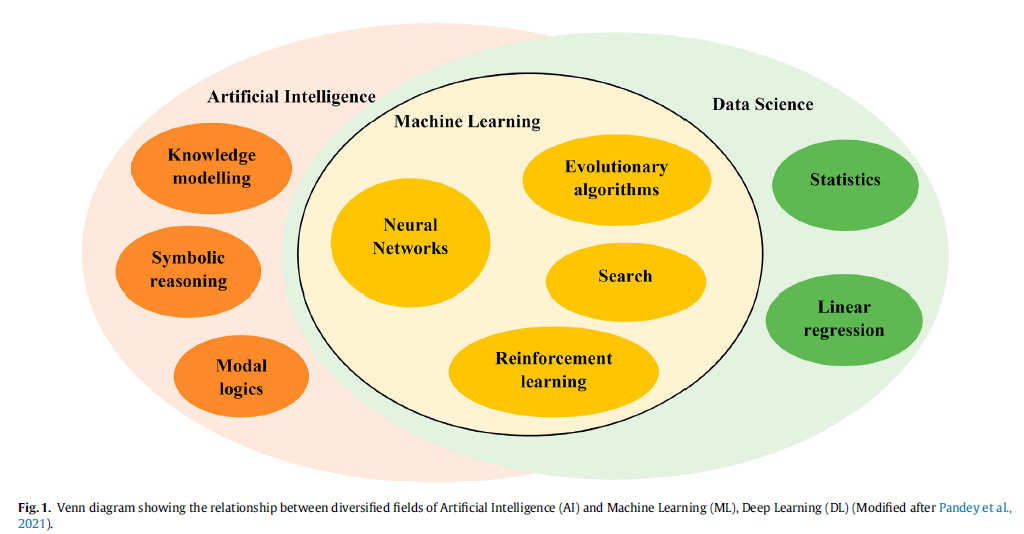 Artificial Intelligence
Machine Learning
Data Science
Knowledge
modelling
Symbolic
reasoning
Modal
logics
Neural
Networks
Evolutionary
algorithms
Search
Reinforcement
learning
Statistics
Linear
regression
Fig. 1. Venn diagram showing the relationship between diversified fields of Artificial Intelligence (AI) and Machine Learning (ML), Deep Learning (DL) (Modified after Pandey et al.,
2021).